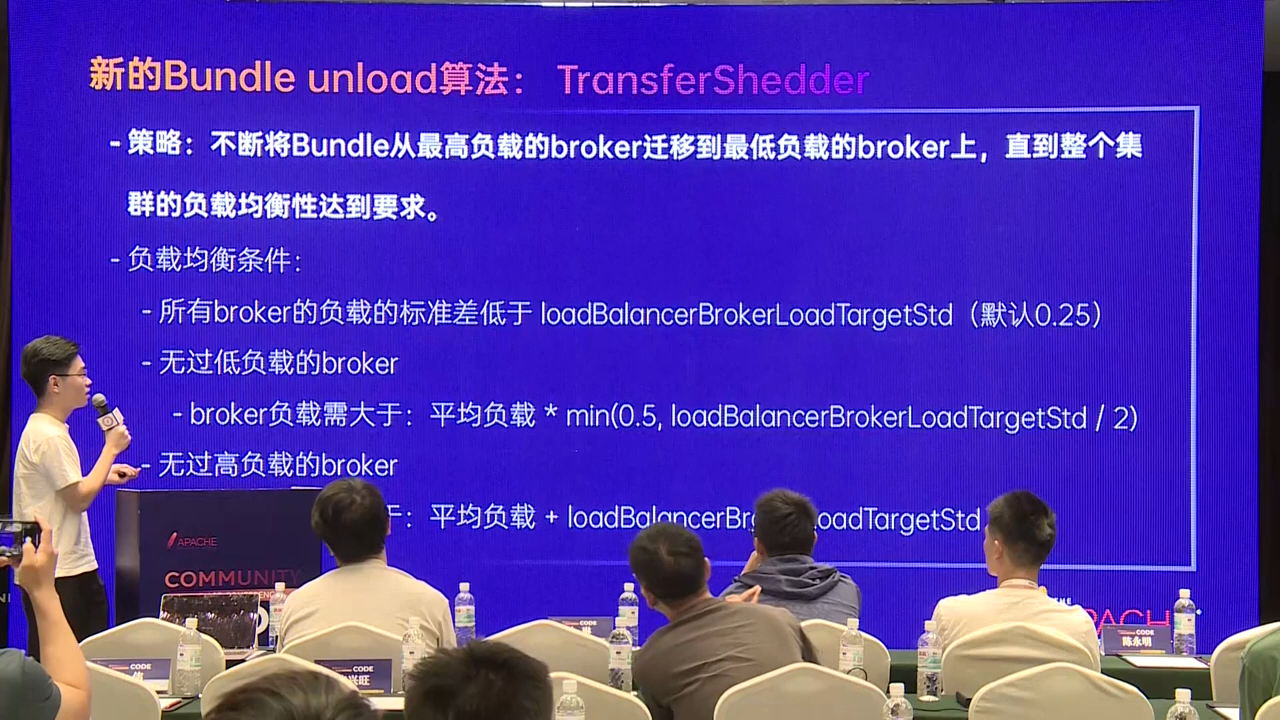 新的Bundle unload算法： TransferShedder
- 策略：不断将Bundle从最高负载的broker迁移到最低负载的broker上，直到整个集
群的负载均衡性达到要求。
- 负载均衡条件：
- 所有broker的负载的标准差低于 loadBalancerBrokerLoadTargetStd（默认0.25）
- 无过低负载的broker
- broker负载需大于：平均负载 * min(0.5, loadBalancerBrokerLoadTargetStd / 2)
- 无过高负载的broker
于：平均负载 + loadBalancerBr oadTargetStd
APACHE
COMMUNITY
CODE
CODE
兴旺
CODE
陈永明